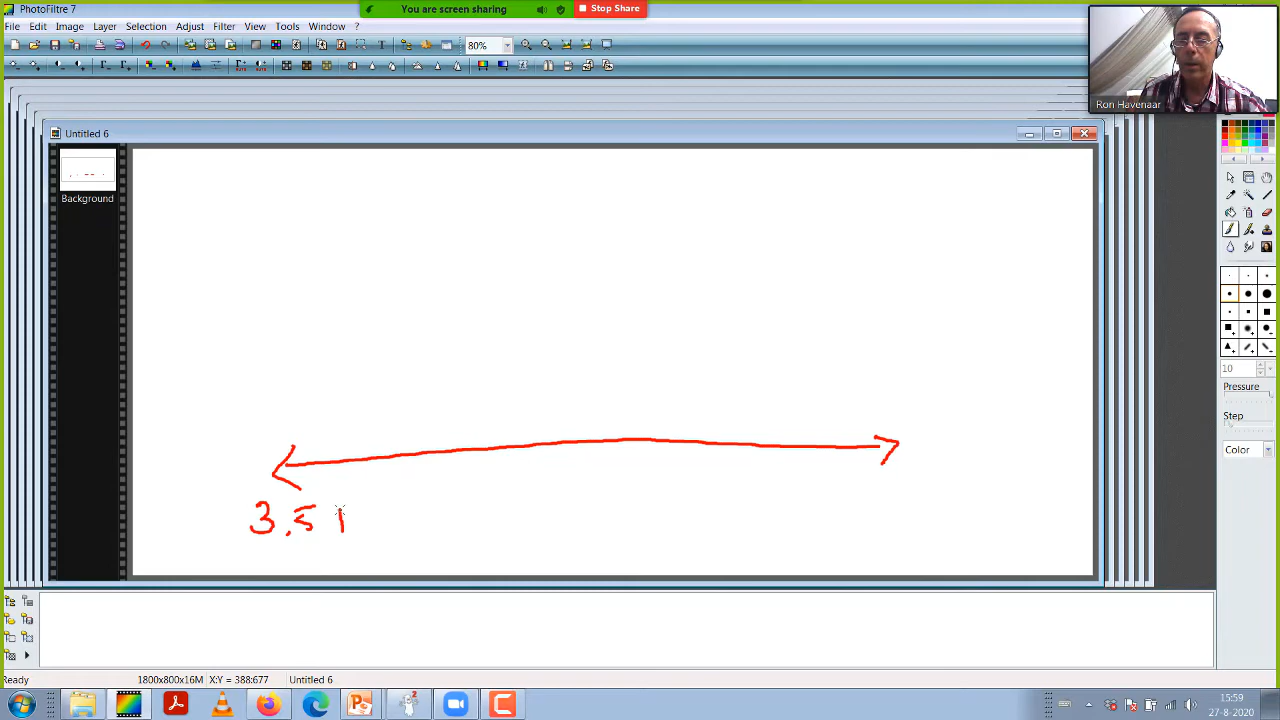 PhotoFiltre 7
You are screen sharing
Stop Share
File Edit Image Layer Selection Adjust Filter View Tools Window ?
80%
Ron Havenaar
Untitled 6
Background
3.5 1
10
Pressure
Step
Color
Ready 1800x800x16M X:Y = 388:677 Untitled 6
15:59
27-8-2020